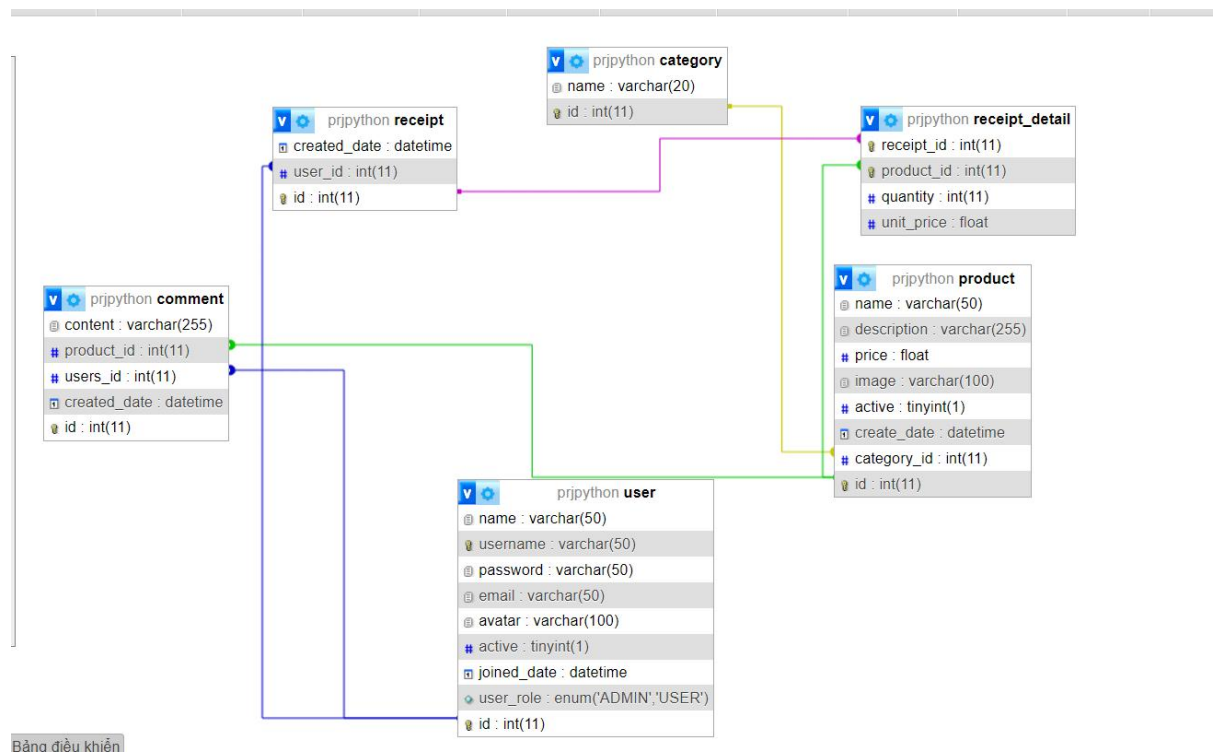 prjpython category
name : varchar(20)
id : int(11)
prjpython receipt
created_date : datetime
user_id : int(11)
id : int(11)
prjpython receipt_detail
receipt_id : int(11)
product_id : int(11)
quantity : int(11)
unit_price : float
prjpython comment
content : varchar(255)
product_id : int(11)
users_id : int(11)
created_date : datetime
id : int(11)
prjpython product
name : varchar(50)
description : varchar(255)
price : float
image : varchar(100)
active : tinyint(1)
create_date : datetime
category_id : int(11)
id : int(11)
prjpython user
name : varchar(50)
username : varchar(50)
password : varchar(50)
email : varchar(50)
avatar : varchar(100)
active : tinyint(1)
joined_date : datetime
user_role : enum('ADMIN','USER')
id : int(11)
Bảng điều khiển